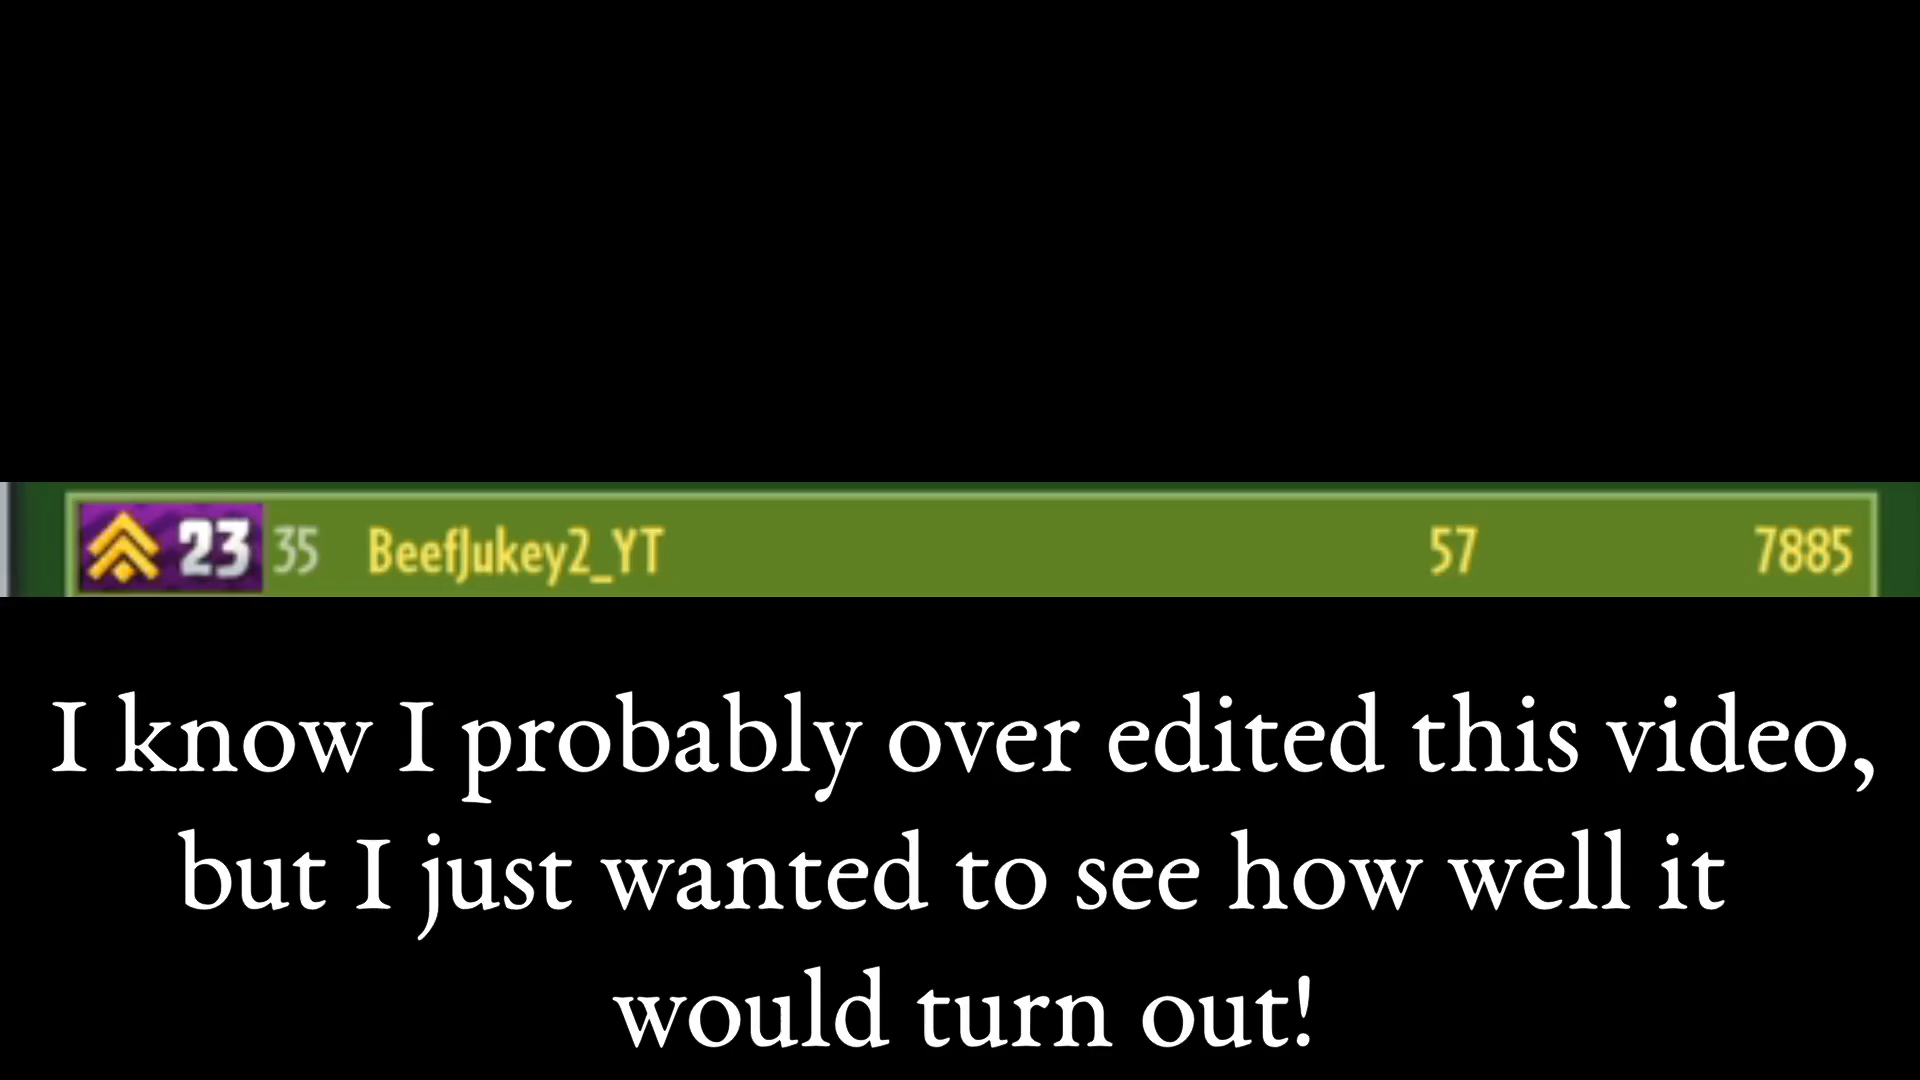 23 35 BeefJukey2_YT 57 7885
I know I probably over edited this video,
but I just wanted to see how well it
would turn out!